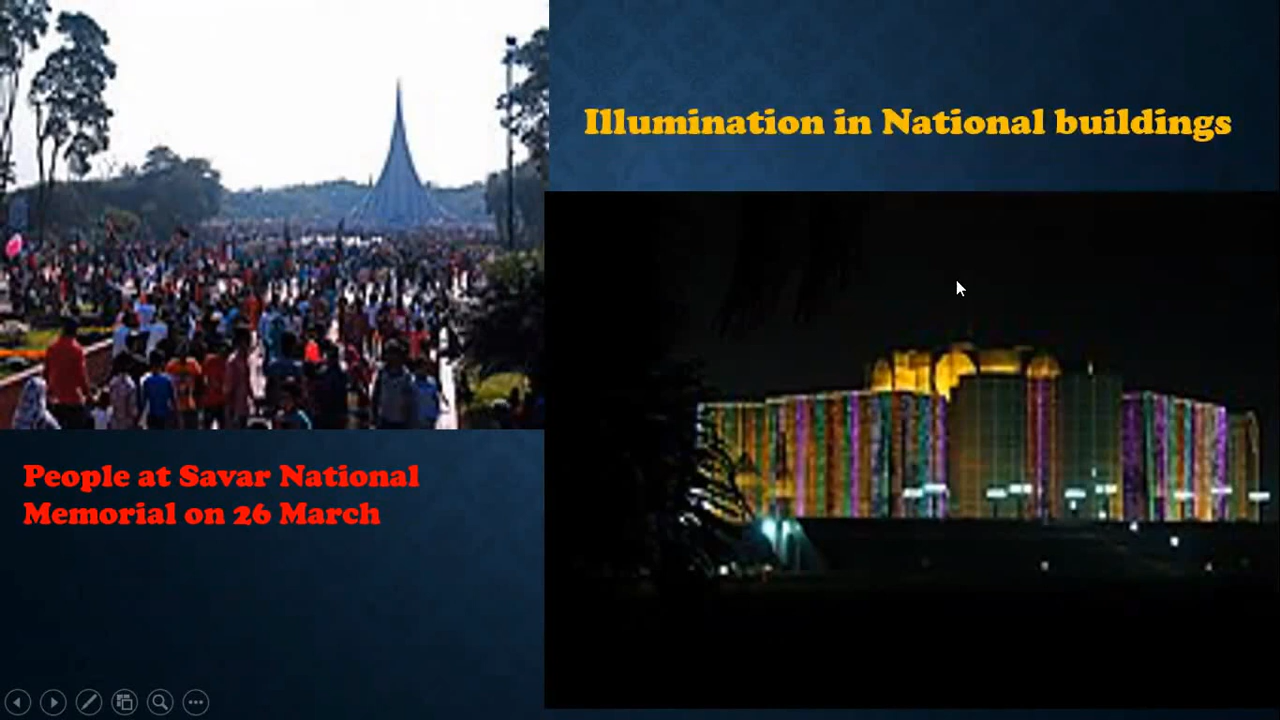 Illumination in National buildings
People at Savar National
Memorial on 26 March